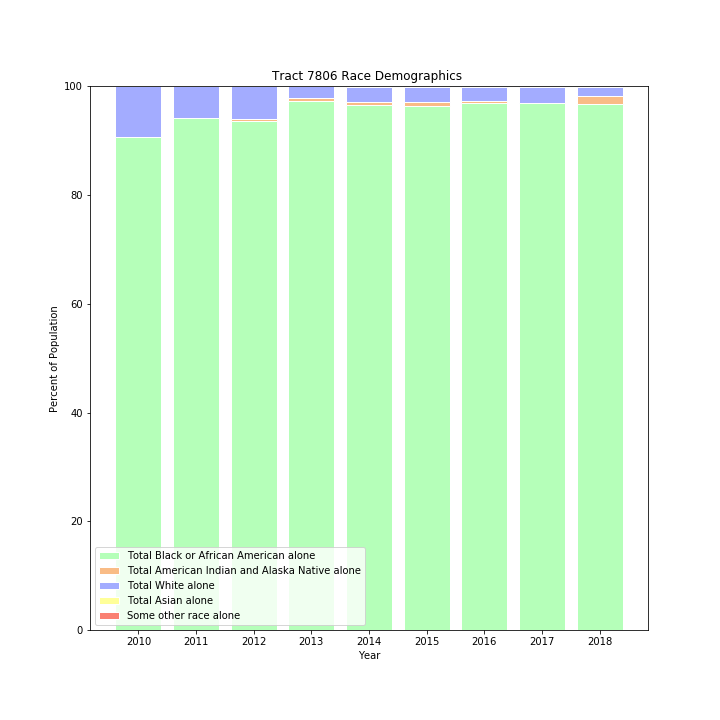 Tract 7806 Race Demographics
100
80
60
40
20
0
Percent of Population
Total Black or African American alone
Total American Indian and Alaska Native alone
Total White alone
Total Asian alone
Some other race alone
2010 2011 2012 2013 2014 2015 2016 2017 2018
Year